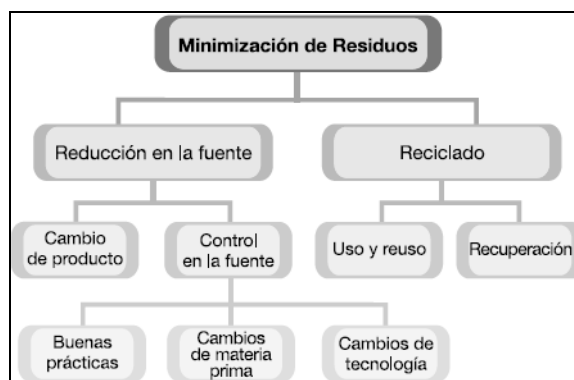 Minimización de Residuos
Reducción en la fuente
Reciclado
Cambio
de producto
Control
en la fuente
Uso y reuso
Recuperación
Buenas
prácticas
Cambios
de materia
prima
Cambios de
tecnología